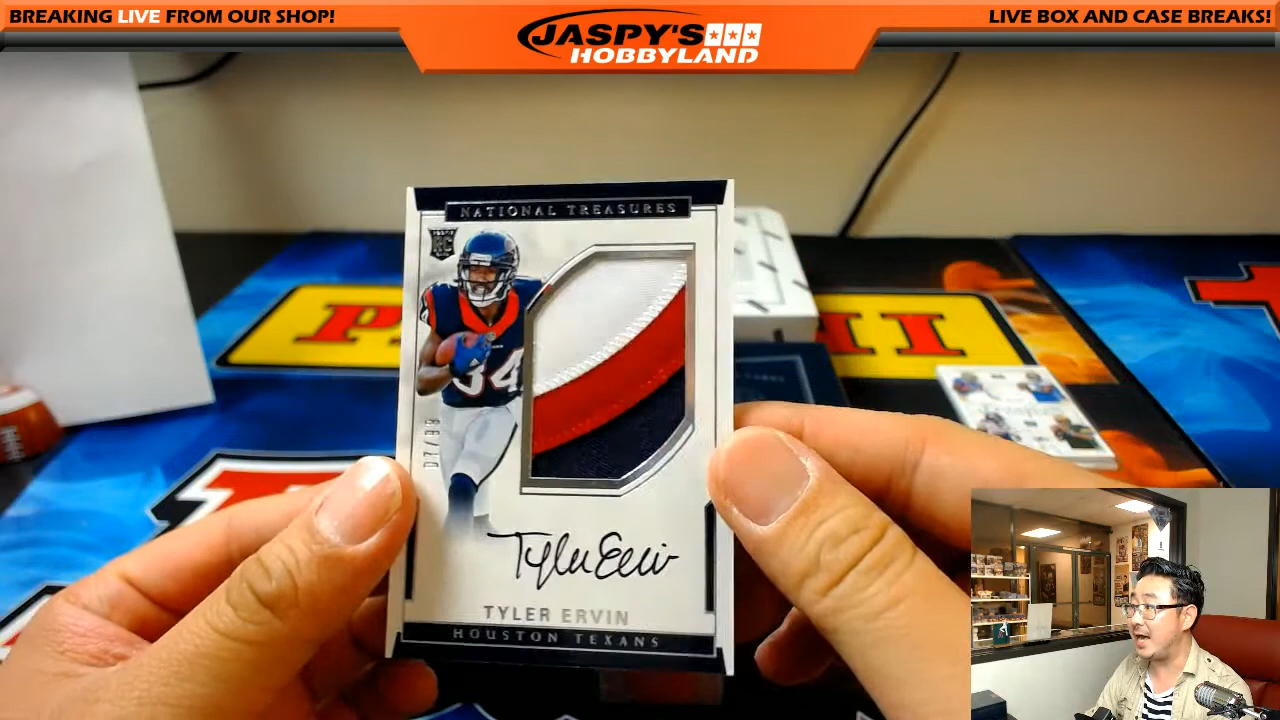 BREAKING LIVE FROM OUR SHOP!
JASPY'S
HOBBYLAND
LIVE BOX AND CASE BREAKS!
NATIONAL TREASURES
RC
34
07/99
Tyler Ervin
TYLER ERVIN
HOUSTON TEXANS